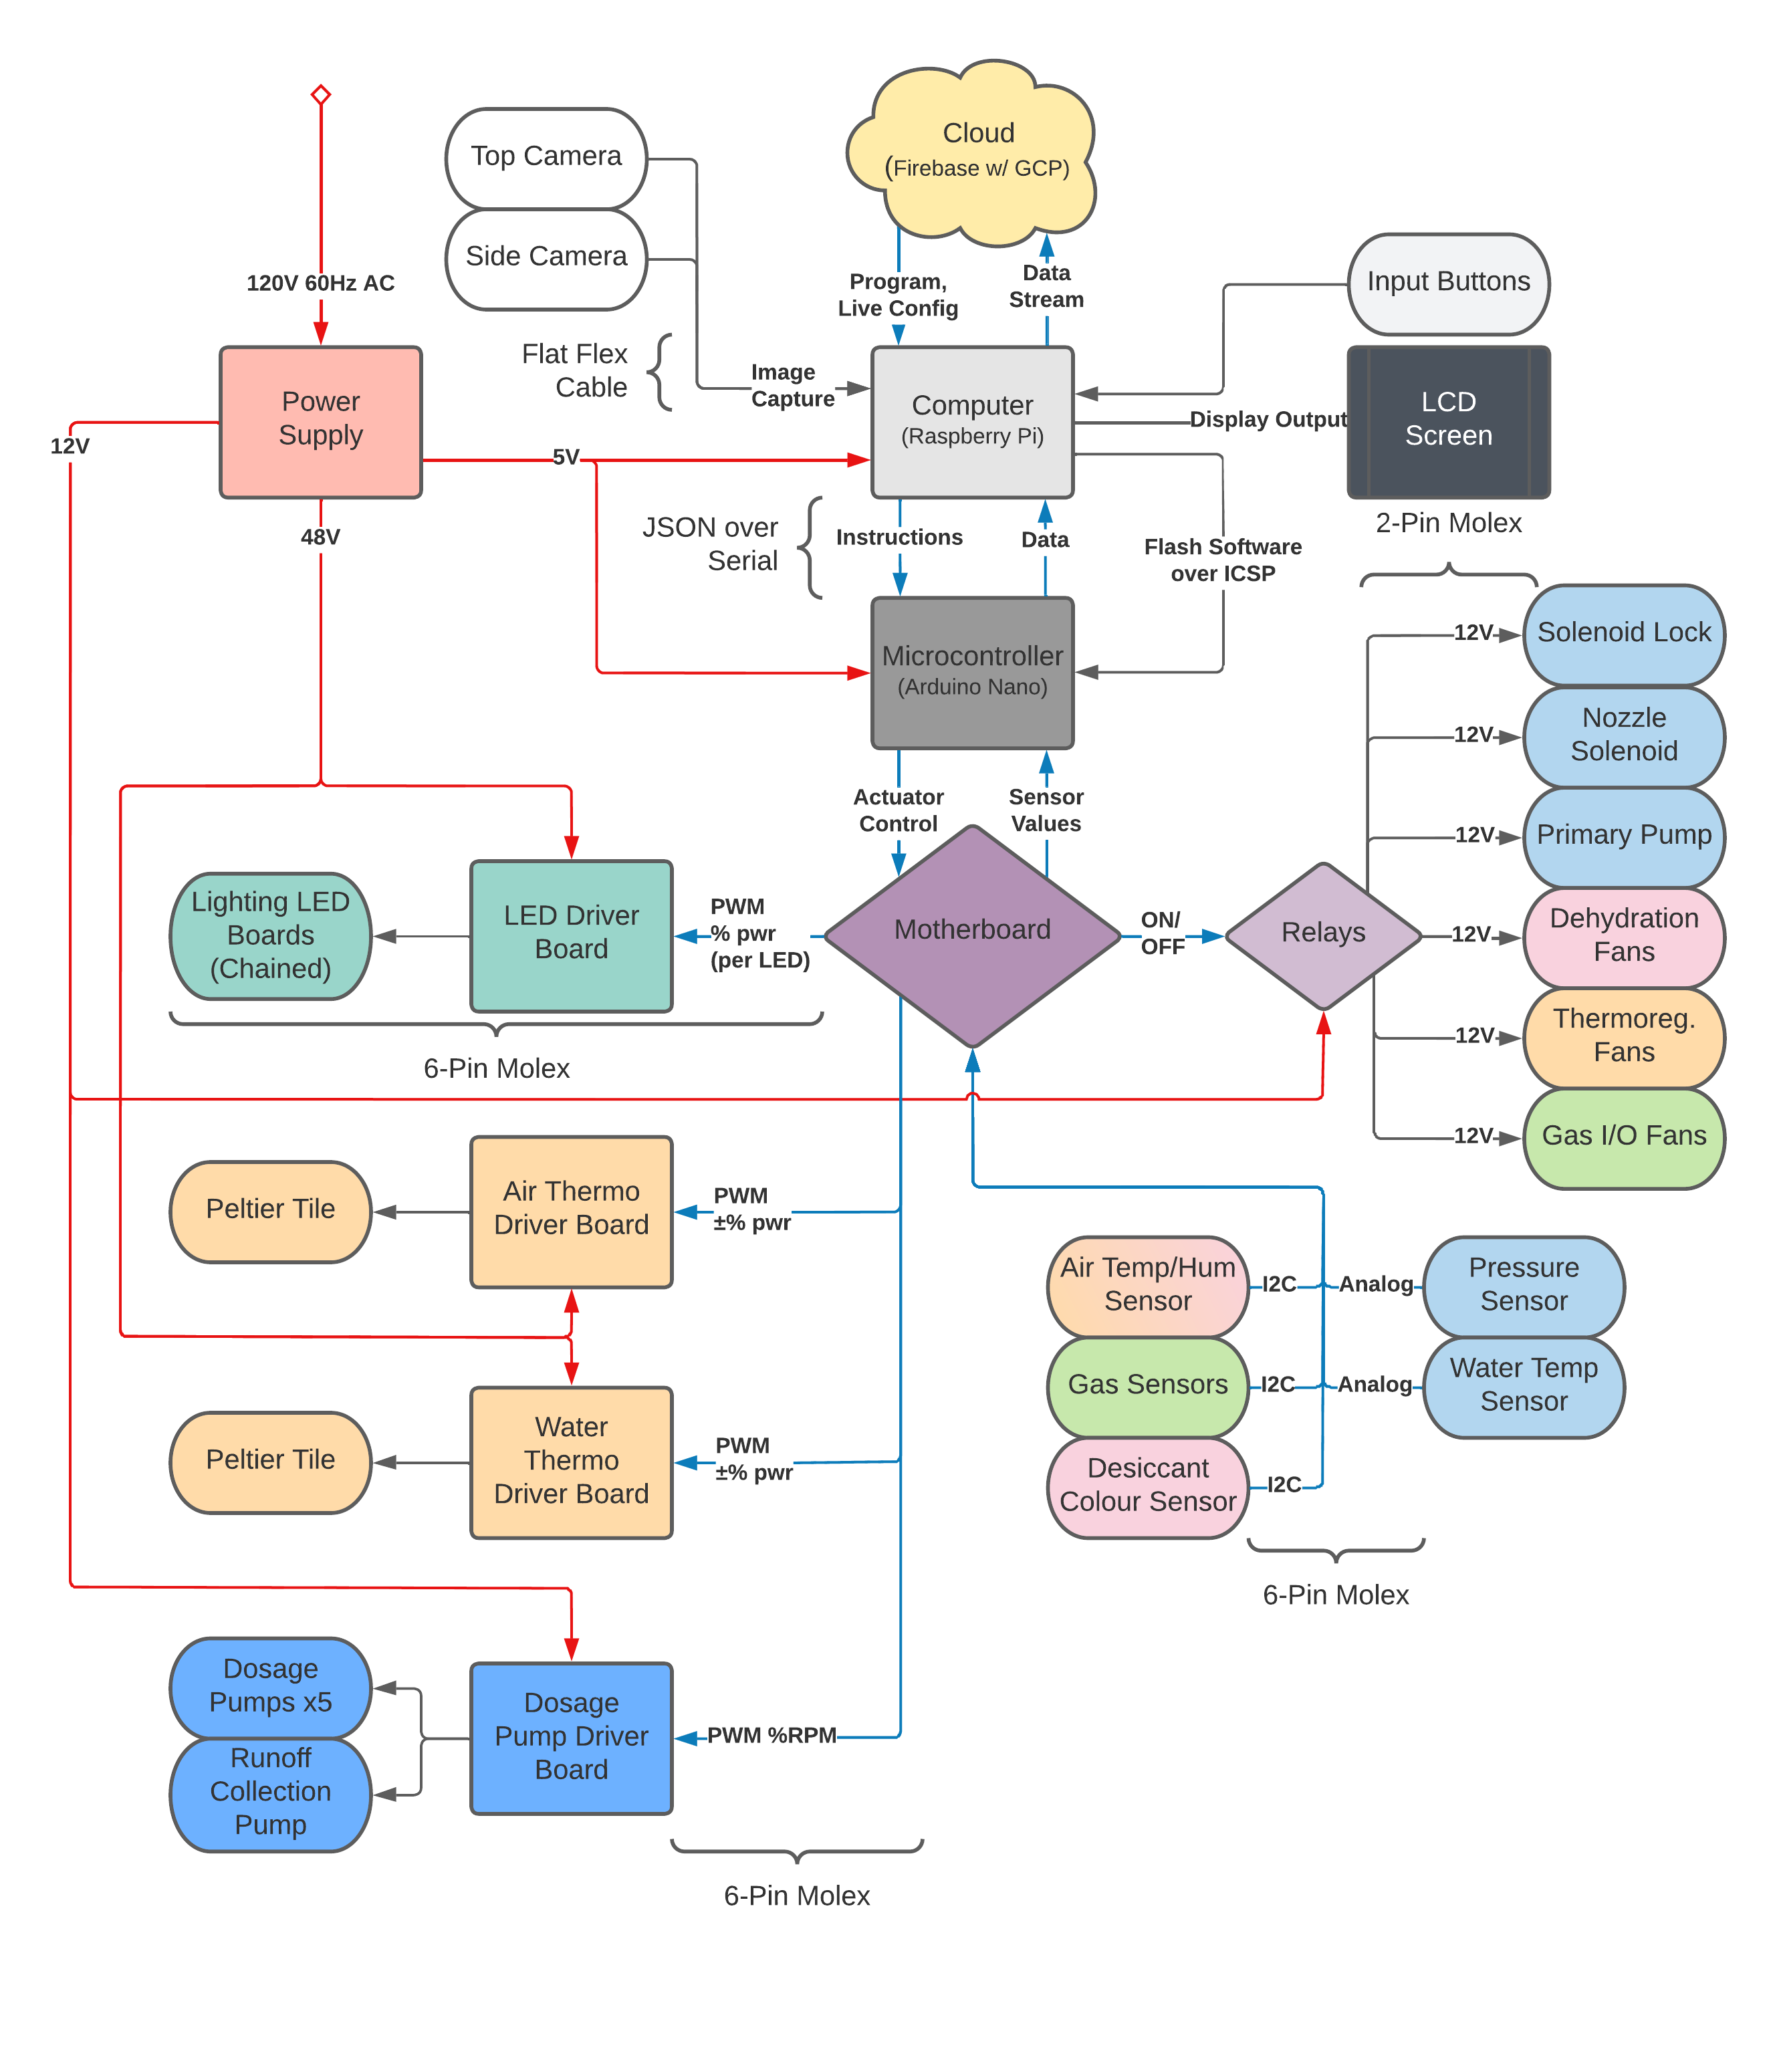 Cloud
(Firebase w/ GCP)
Top Camera
Side Camera
120V 60Hz AC
Program,
Live Config
Data
Stream
Input Buttons
Flat Flex
Cable
Image
Capture
Power
Supply
Computer
(Raspberry Pi)
Display Output
LCD
Screen
12V
5V
48V
JSON over
Serial
Instructions
Data
Flash Software
over ICSP
2-Pin Molex
Microcontroller
(Arduino Nano)
12V
Solenoid Lock
12V
Nozzle
Solenoid
Actuator
Control
Sensor
Values
12V
Primary Pump
Lighting LED
Boards
(Chained)
LED Driver
Board
PWM
% pwr
(per LED)
Motherboard
ON/
OFF
Relays
12V
Dehydration
Fans
12V
Thermoreg.
Fans
6-Pin Molex
12V
Gas I/O Fans
Peltier Tile
Air Thermo
Driver Board
PWM
±% pwr
Air Temp/Hum
Sensor
I2C
Analog
Pressure
Sensor
Gas Sensors
I2C
Analog
Water Temp
Sensor
Peltier Tile
Water
Thermo
Driver Board
PWM
±% pwr
Desiccant
Colour Sensor
I2C
6-Pin Molex
Dosage
Pumps x5
Runoff
Collection
Pump
Dosage
Pump Driver
Board
PWM %RPM
6-Pin Molex